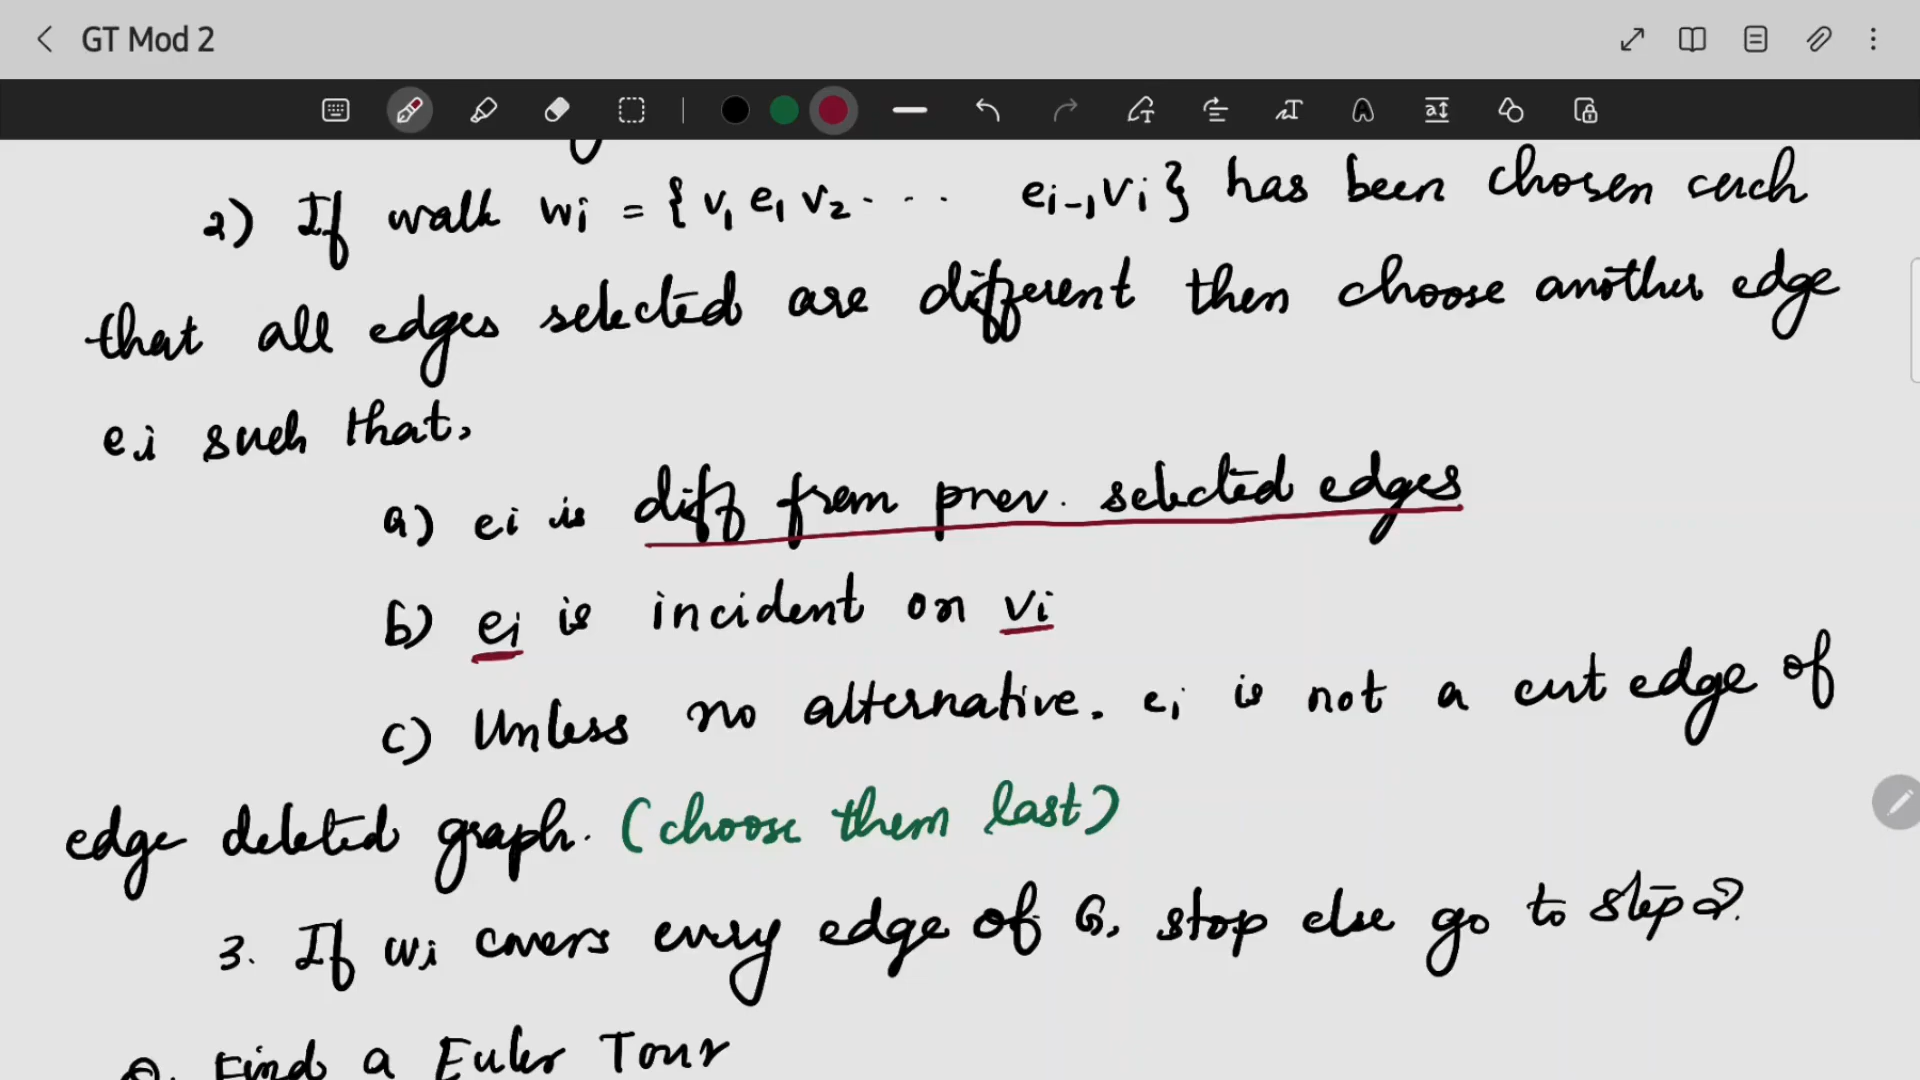 GT Mod 2
2) If walk wi = { v1 e1 v2 . . . . ei-1 vi } has been chosen such
that all edges selected are different then choose another edge
ei such that,
a) ei is diff from prev. selected edges
b) ei is incident on vi
c) Unless no alternative. ei is not a cut edge of
edge deleted graph. (choose them last)
3. If wi covers every edge of G, stop else go to step 2.
Q. Find a Euler Tour